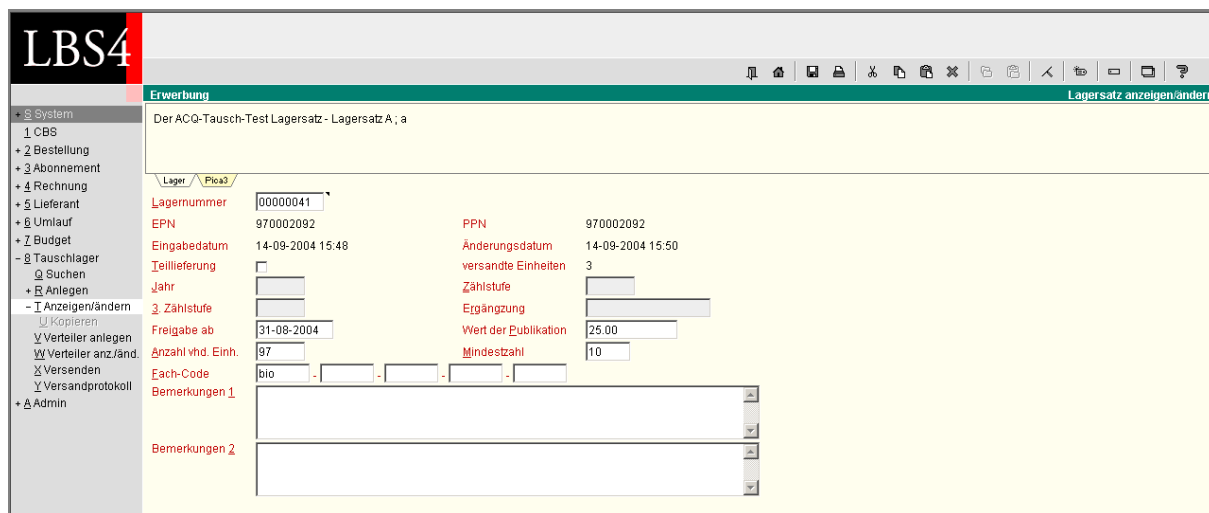 LBS4
Erwerbung Lagersatz anzeigen/änder
+ S System
1 CBS
+ 2 Bestellung
+ 3 Abonnement
+ 4 Rechnung
+ 5 Lieferant
+ 6 Umlauf
+ 7 Budget
- 8 Tauschlager
Q Suchen
+ R Anlegen
- T Anzeigen/ändern
U Kopieren
V Verteiler anlegen
W Verteiler anz./änd.
X Versenden
Y Versandprotokoll
+ A Admin
Der ACQ-Tausch-Test Lagersatz - Lagersatz A ; a
Lager Pica3
Lagernummer 00000041
EPN 970002092 PPN 970002092
Eingabedatum 14-09-2004 15:48 Änderungsdatum 14-09-2004 15:50
Teillieferung versandte Einheiten 3
Jahr Zählstufe
3. Zählstufe Ergänzung
Freigabe ab 31-08-2004 Wert der Publikation 25.00
Anzahl vhd. Einh. 97 Mindestzahl 10
Fach-Code bio - - - -
Bemerkungen 1
Bemerkungen 2